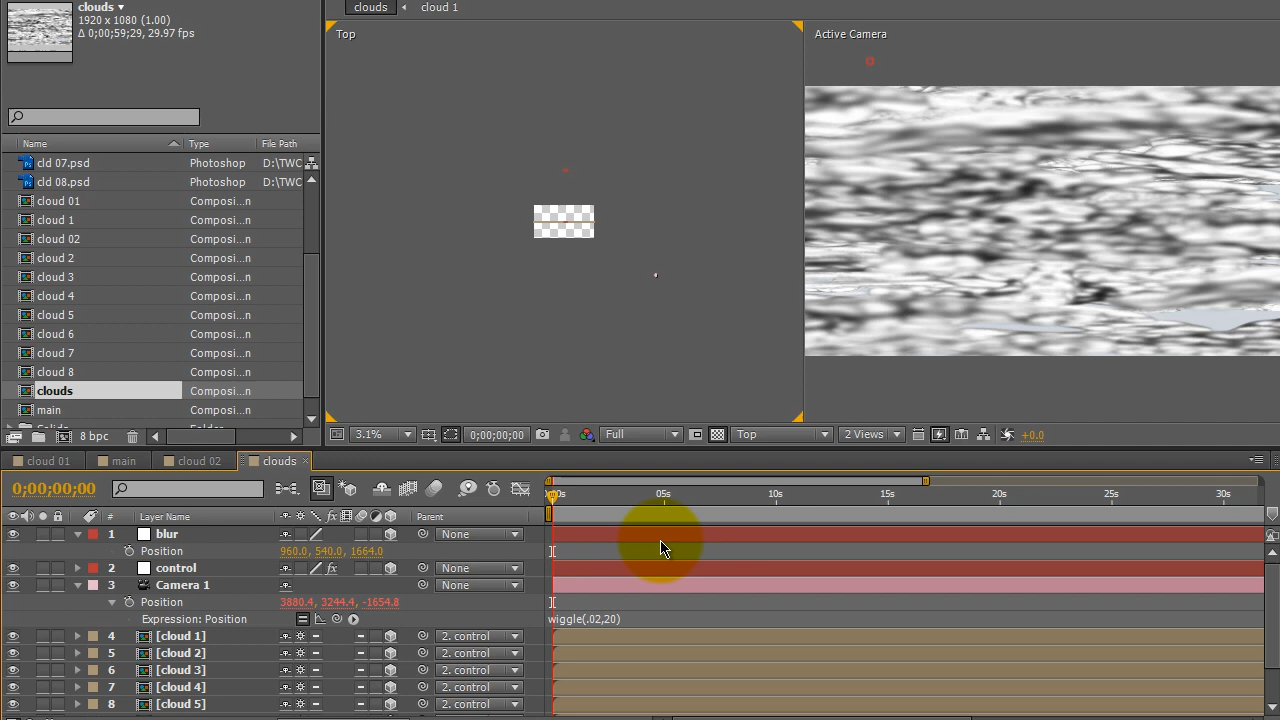 clouds
1920 x 1080 (1.00)
Δ 0;00;59;29, 29.97 fps
Name Type File Path
cld 07.psd Photoshop D:\TWC
cld 08.psd Photoshop D:\TWC
cloud 01 Composi...n
cloud 1 Composi...n
cloud 02 Composi...n
cloud 2 Composi...n
cloud 3 Composi...n
cloud 4 Composi...n
cloud 5 Composi...n
cloud 6 Composi...n
cloud 7 Composi...n
cloud 8 Composi...n
clouds Composi...n
main Composi...n
8 bpc
clouds cloud 1
Top
Active Camera
3.1% 0;00;00;00 Full Top 2 Views +0.0
cloud 01 main cloud 02 clouds
0;00;00;00
05s 10s 15s 20s 25s 30s
# Layer Name Parent
1 blur None
Position 960.0, 540.0, 1664.0
2 control None
3 Camera 1 None
Position 3880.4, 3244.4, -1654.8
Expression: Position wiggle(.02,20)
4 [cloud 1] 2. control
5 [cloud 2] 2. control
6 [cloud 3] 2. control
7 [cloud 4] 2. control
8 [cloud 5] 2. control